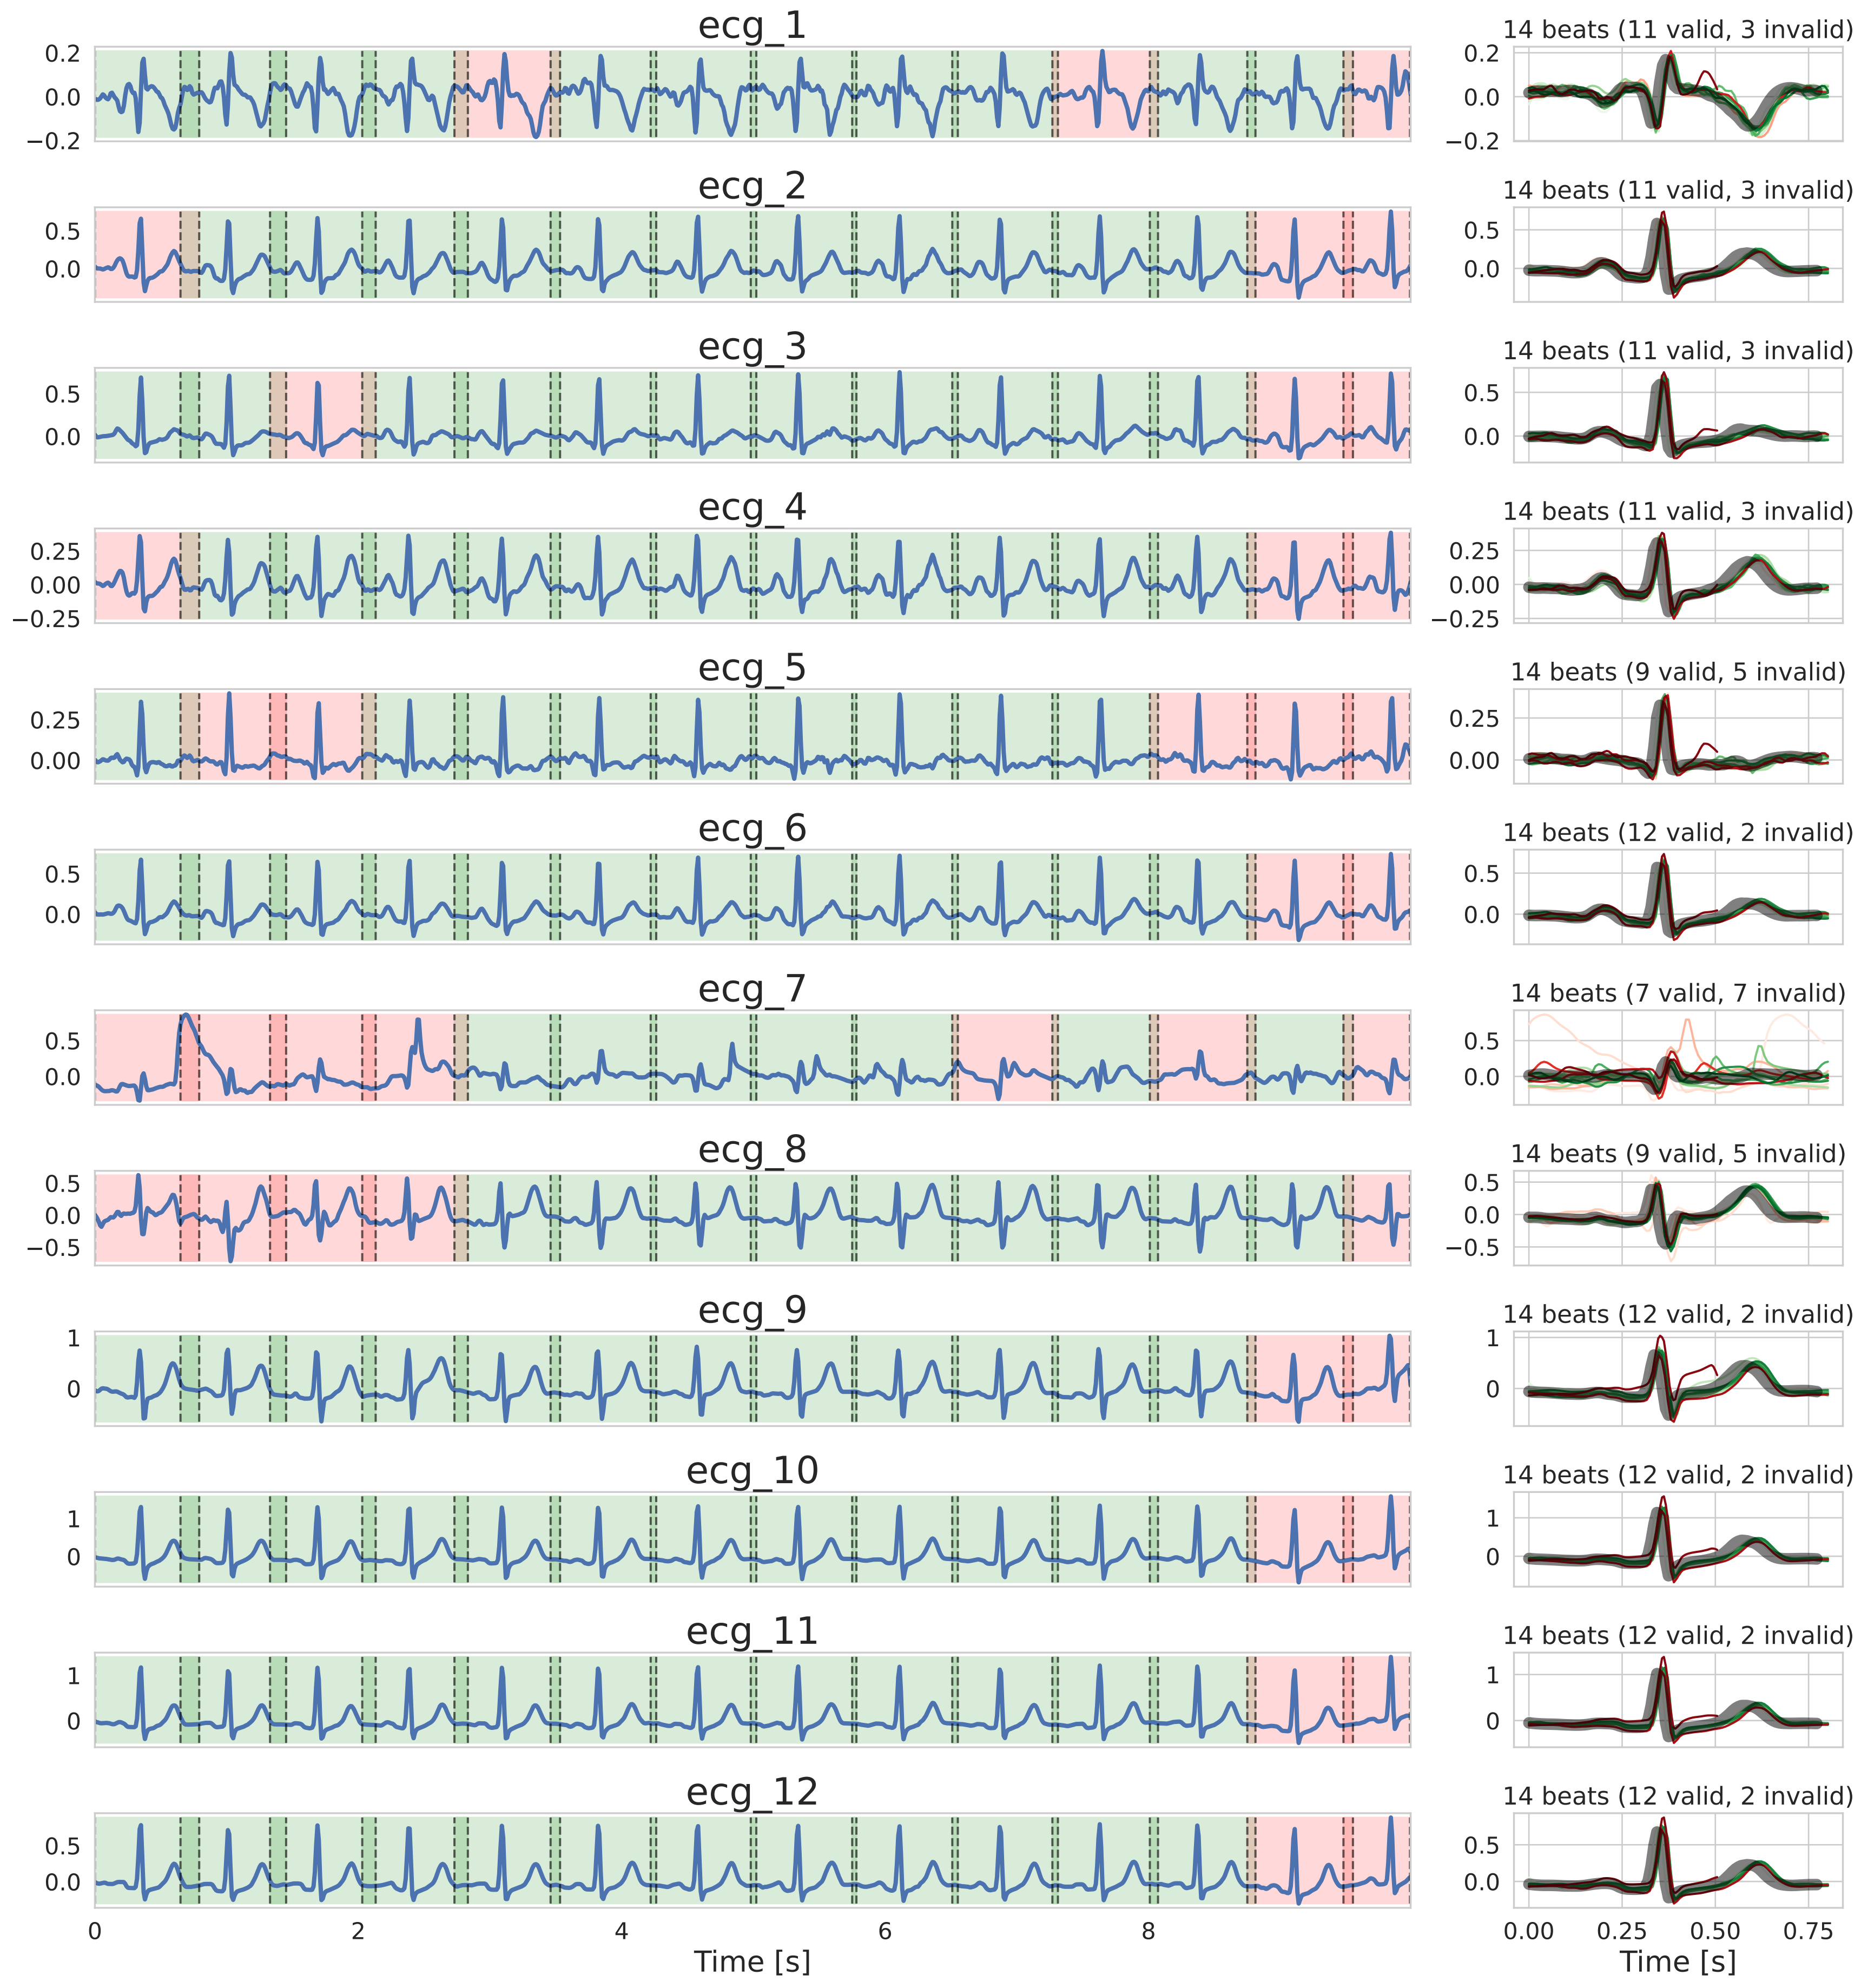 ecg_1
14 beats (11 valid, 3 invalid)
0.2
0.0
−0.2
0.2
0.0
−0.2
ecg_2
14 beats (11 valid, 3 invalid)
0.5
0.0
0.5
0.0
ecg_3
14 beats (11 valid, 3 invalid)
0.5
0.0
0.5
0.0
ecg_4
14 beats (11 valid, 3 invalid)
0.25
0.00
−0.25
0.25
0.00
−0.25
ecg_5
14 beats (9 valid, 5 invalid)
0.25
0.00
0.25
0.00
ecg_6
14 beats (12 valid, 2 invalid)
0.5
0.0
0.5
0.0
ecg_7
14 beats (7 valid, 7 invalid)
0.5
0.0
0.5
0.0
ecg_8
14 beats (9 valid, 5 invalid)
0.5
0.0
−0.5
0.5
0.0
−0.5
ecg_9
14 beats (12 valid, 2 invalid)
1
0
1
0
ecg_10
14 beats (12 valid, 2 invalid)
1
0
1
0
ecg_11
14 beats (12 valid, 2 invalid)
1
0
1
0
ecg_12
14 beats (12 valid, 2 invalid)
0.5
0.0
0.5
0.0
0 2 4 6 8
0.00 0.25 0.50 0.75
Time [s]
Time [s]